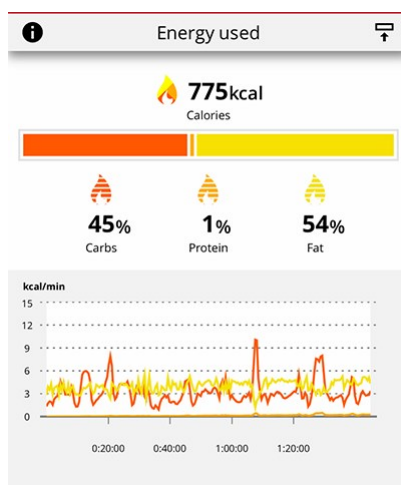 Energy used
775kcal
Calories
45% 1% 54%
Carbs Protein Fat
kcal/min
15
12
9
6
3
0
0:20:00 0:40:00 1:00:00 1:20:00